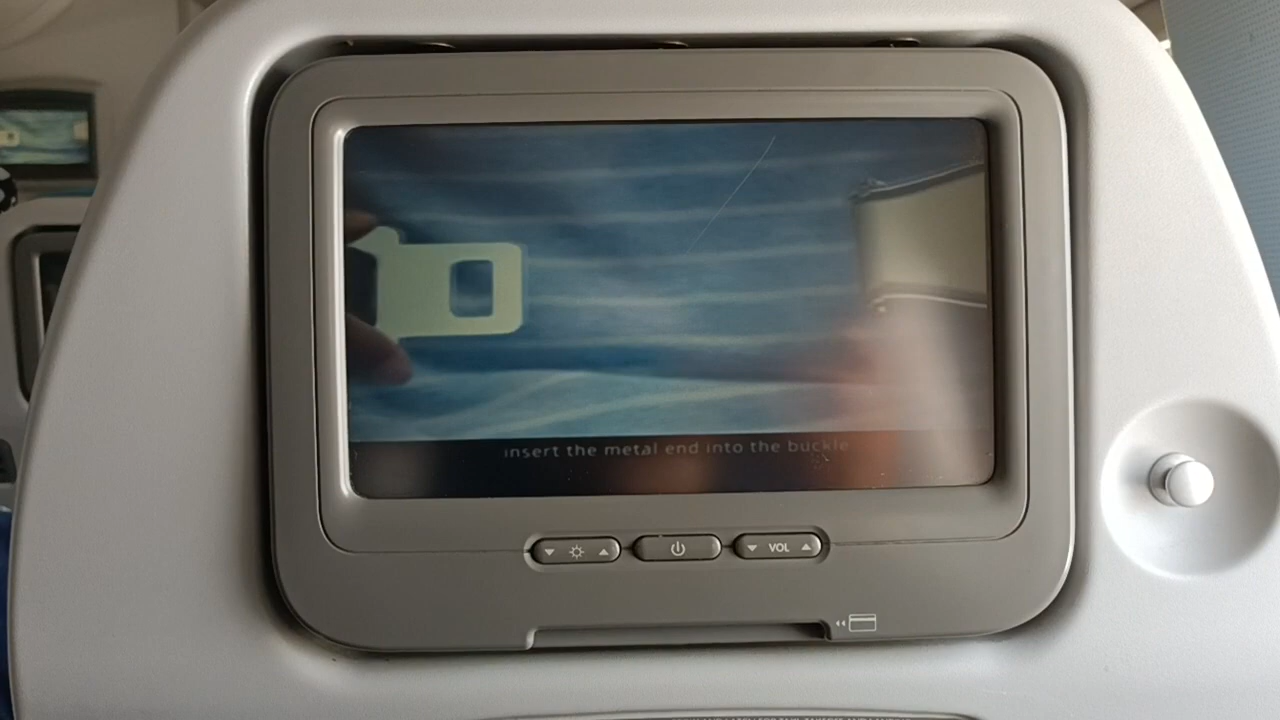 insert the metal end into the buckle
VOL